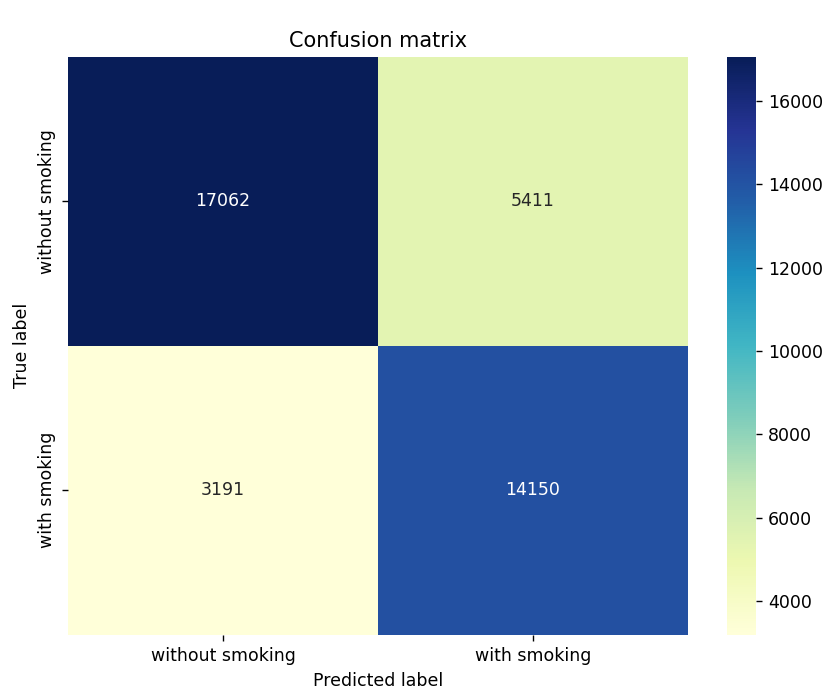 Confusion matrix
without smoking
with smoking
True label
17062
5411
3191
14150
without smoking
with smoking
Predicted label
16000
14000
12000
10000
8000
6000
4000